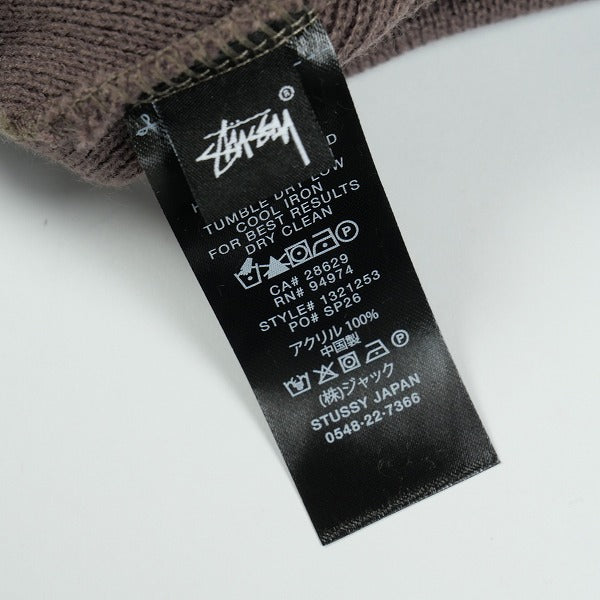 Stüssy
®
TUMBLE DRY LOW
COOL IRON
FOR BEST RESULTS
DRY CLEAN
CA# 28629
RN# 94974
STYLE# 1321253
PO# SP26
アクリル 100%
中国製
(株)ジャック
STUSSY JAPAN
0548-22-7366